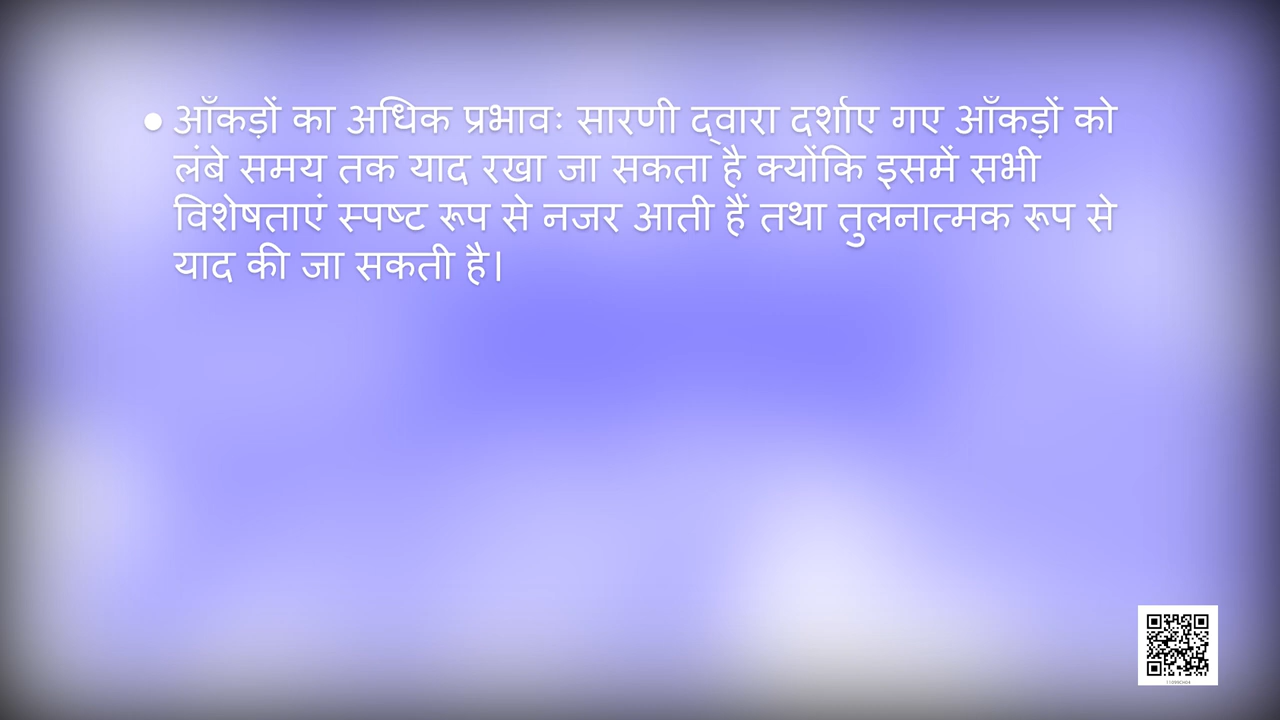 • आँकड़ों का अधिक प्रभावः सारणी द्वारा दर्शाए गए आँकड़ों को
लंबे समय तक याद रखा जा सकता है क्योंकि इसमें सभी
विशेषताएं स्पष्ट रूप से नजर आती हैं तथा तुलनात्मक रूप से
याद की जा सकती है।